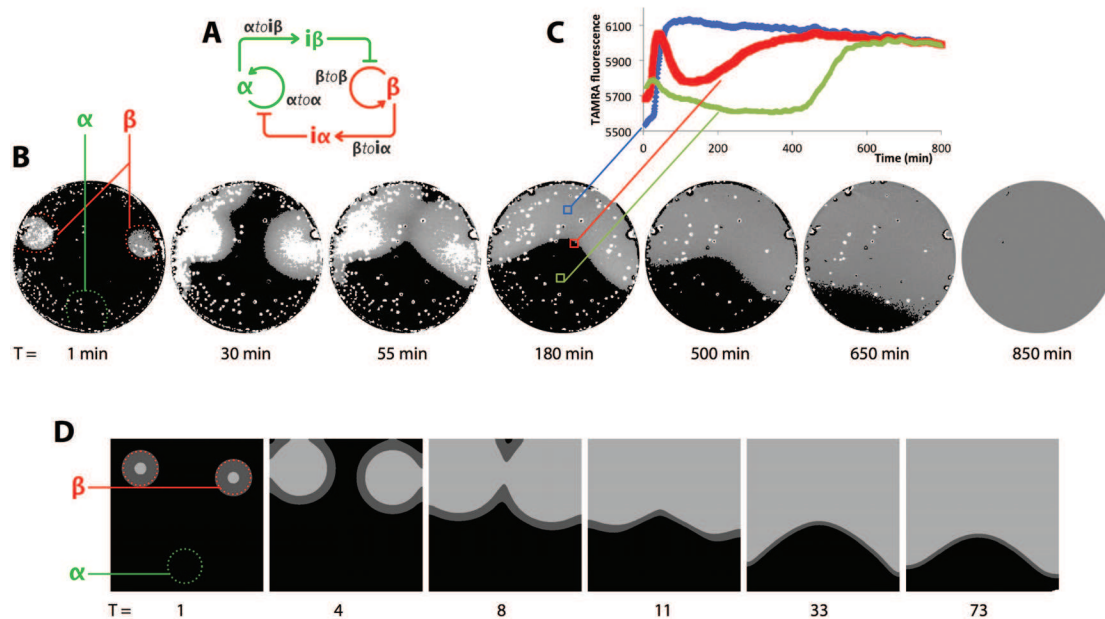 A
αtoiβ
iβ
α
αtoα
βtoβ
β
iα
βtoiα
C
TAMRA fluorescence
6100
5900
5700
5500
0
200
400
600
800
Time (min)
B
α
β
T =
1 min
30 min
55 min
180 min
500 min
650 min
850 min
D
β
α
T =
1
4
8
11
33
73